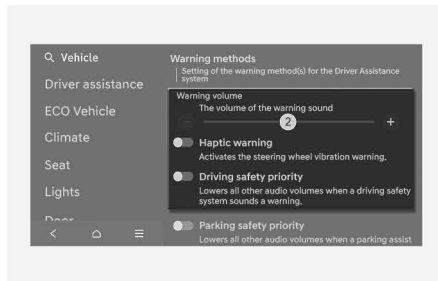 Vehicle
Driver assistance
ECO Vehicle
Climate
Seat
Lights
Door
Warning methods
Setting of the warning method(s) for the Driver Assistance
system
Warning volume
The volume of the warning sound
2
Haptic warning
Activates the steering wheel vibration warning.
Driving safety priority
Lowers all other audio volumes when a driving safety
system sounds a warning.
Parking safety priority
Lowers all other audio volumes when a parking assist